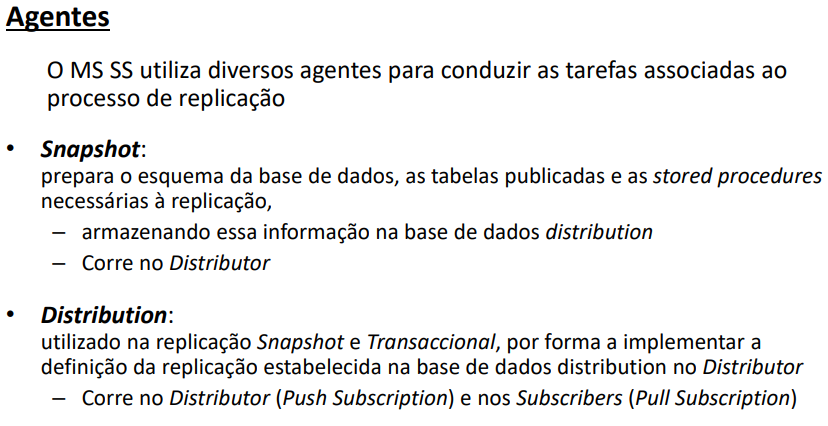 Agentes
O MS SS utiliza diversos agentes para conduzir as tarefas associadas ao
processo de replicação
• Snapshot:
prepara o esquema da base de dados, as tabelas publicadas e as stored procedures
necessárias à replicação,
– armazenando essa informação na base de dados distribution
– Corre no Distributor
• Distribution:
utilizado na replicação Snapshot e Transaccional, por forma a implementar a
definição da replicação estabelecida na base de dados distribution no Distributor
– Corre no Distributor (Push Subscription) e nos Subscribers (Pull Subscription)